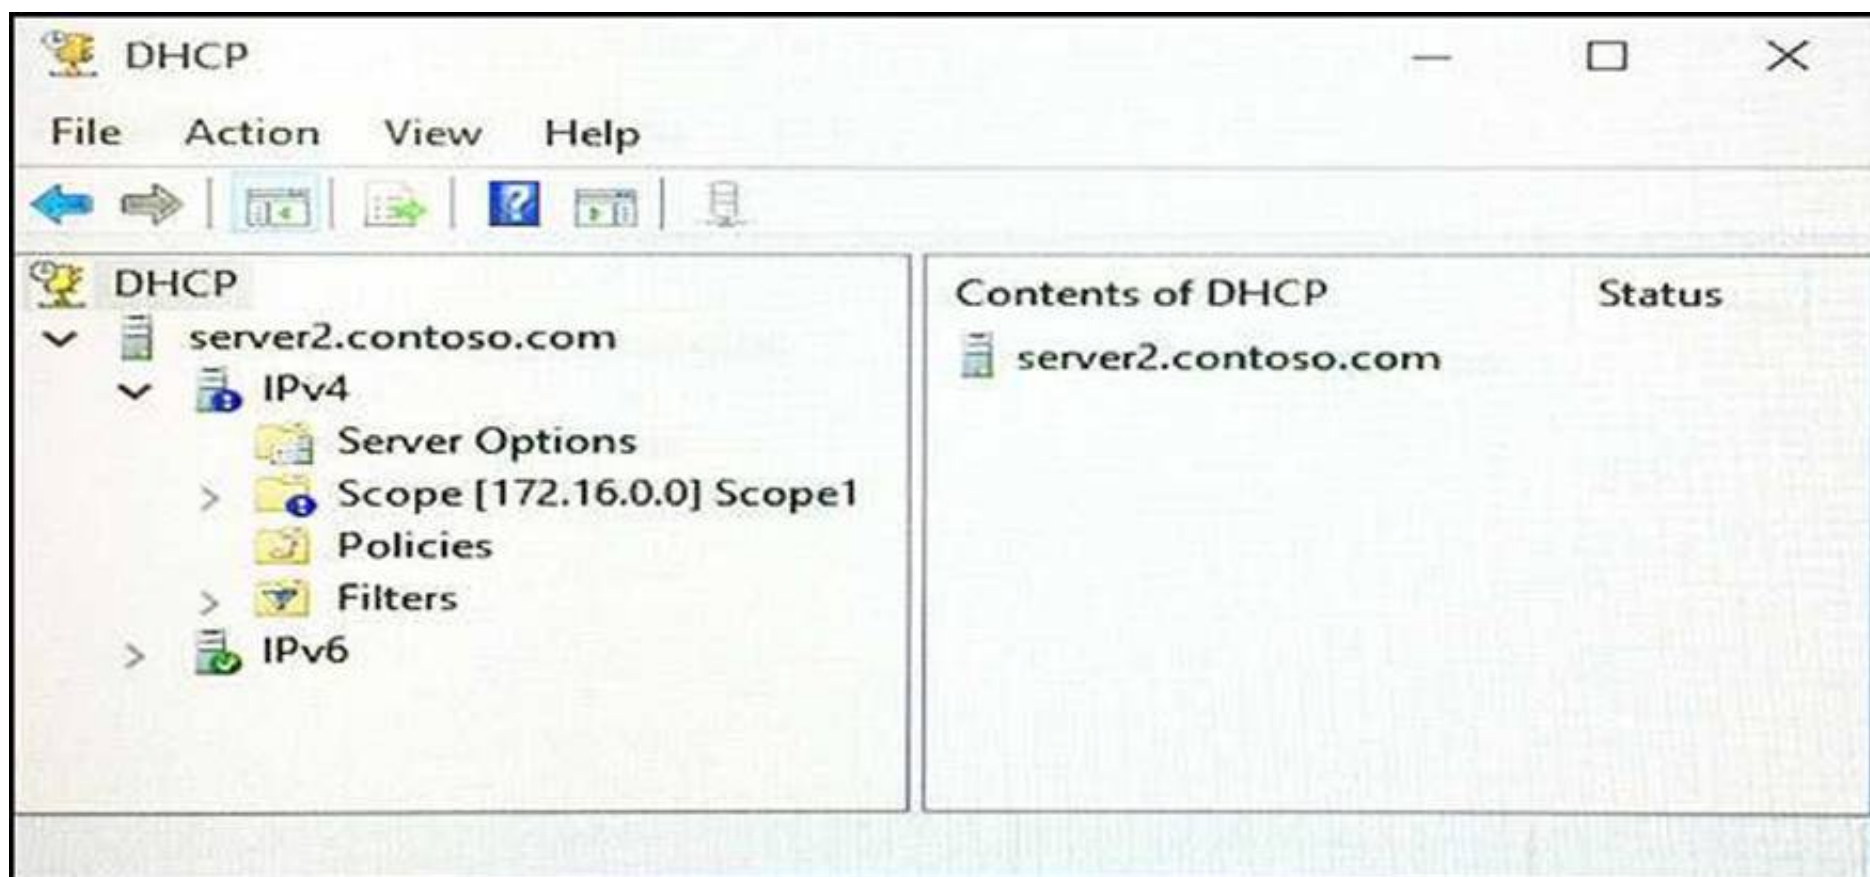 DHCP
File Action View Help
DHCP
server2.contoso.com
IPv4
Server Options
Scope [172.16.0.0] Scope1
Policies
Filters
IPv6
Contents of DHCP Status
server2.contoso.com